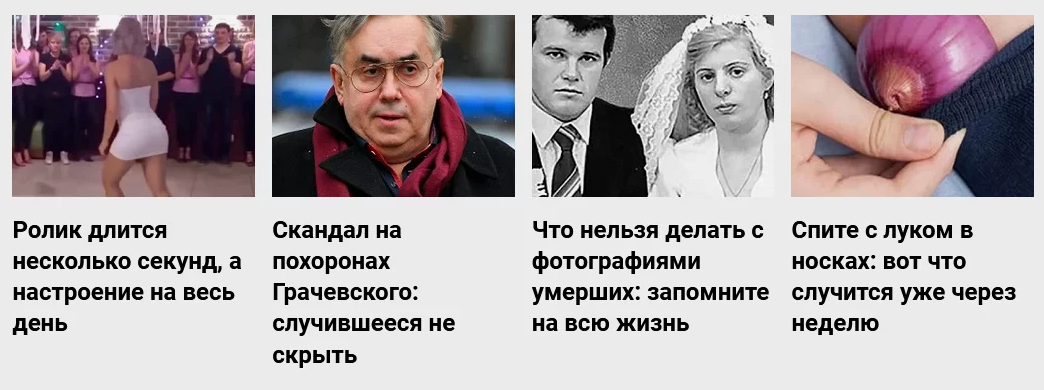 Ролик длится
несколько секунд, а
настроение на весь
день
Скандал на
похоронах
Грачевского:
случившееся не
скрыть
Что нельзя делать с
фотографиями
умерших: запомните
на всю жизнь
Спите с луком в
носках: вот что
случится уже через
неделю